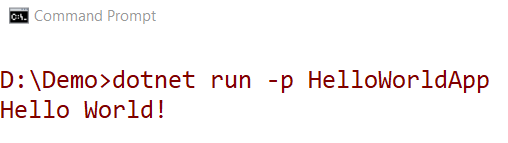 Command Prompt
D:\Demo>dotnet run -p HelloWorldApp
Hello World!